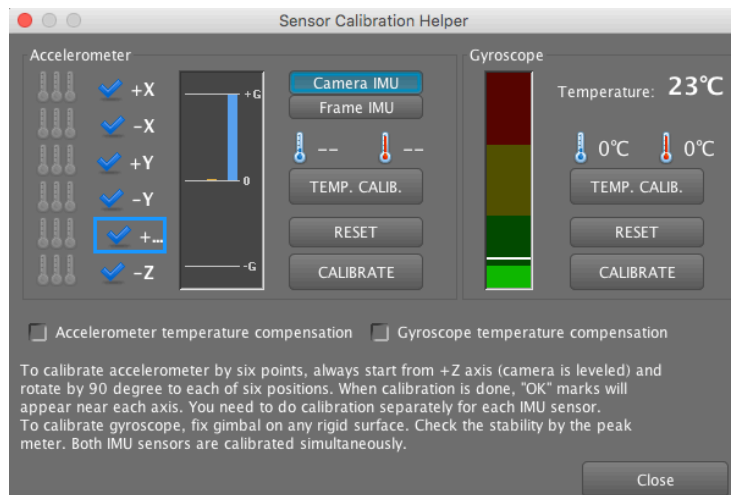 Sensor Calibration Helper
Accelerometer
+X
-X
+Y
-Y
+...
-Z
+G
0
-G
Camera IMU
Frame IMU
--
--
TEMP. CALIB.
RESET
CALIBRATE
Gyroscope
Temperature: 23°C
0°C
0°C
TEMP. CALIB.
RESET
CALIBRATE
Accelerometer temperature compensation
Gyroscope temperature compensation
To calibrate accelerometer by six points, always start from +Z axis (camera is leveled) and
rotate by 90 degree to each of six positions. When calibration is done, "OK" marks will
appear near each axis. You need to do calibration separately for each IMU sensor.
To calibrate gyroscope, fix gimbal on any rigid surface. Check the stability by the peak
meter. Both IMU sensors are calibrated simultaneously.
Close